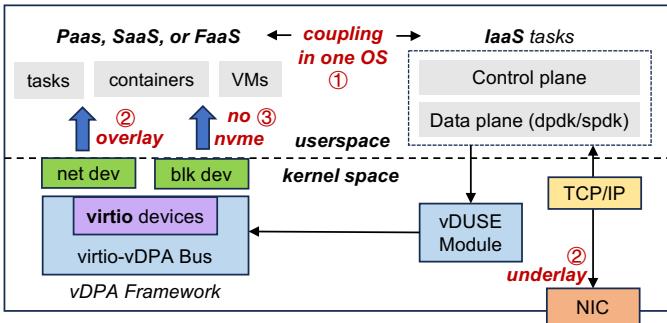 Paas, SaaS, or FaaS
coupling
in one OS
①
IaaS tasks
tasks
containers
VMs
Control plane
Data plane (dpdk/spdk)
②
overlay
no ③
nvme
userspace
kernel space
net dev
blk dev
virtio devices
virtio-vDPA Bus
vDPA Framework
vDUSE
Module
TCP/IP
②
underlay
NIC